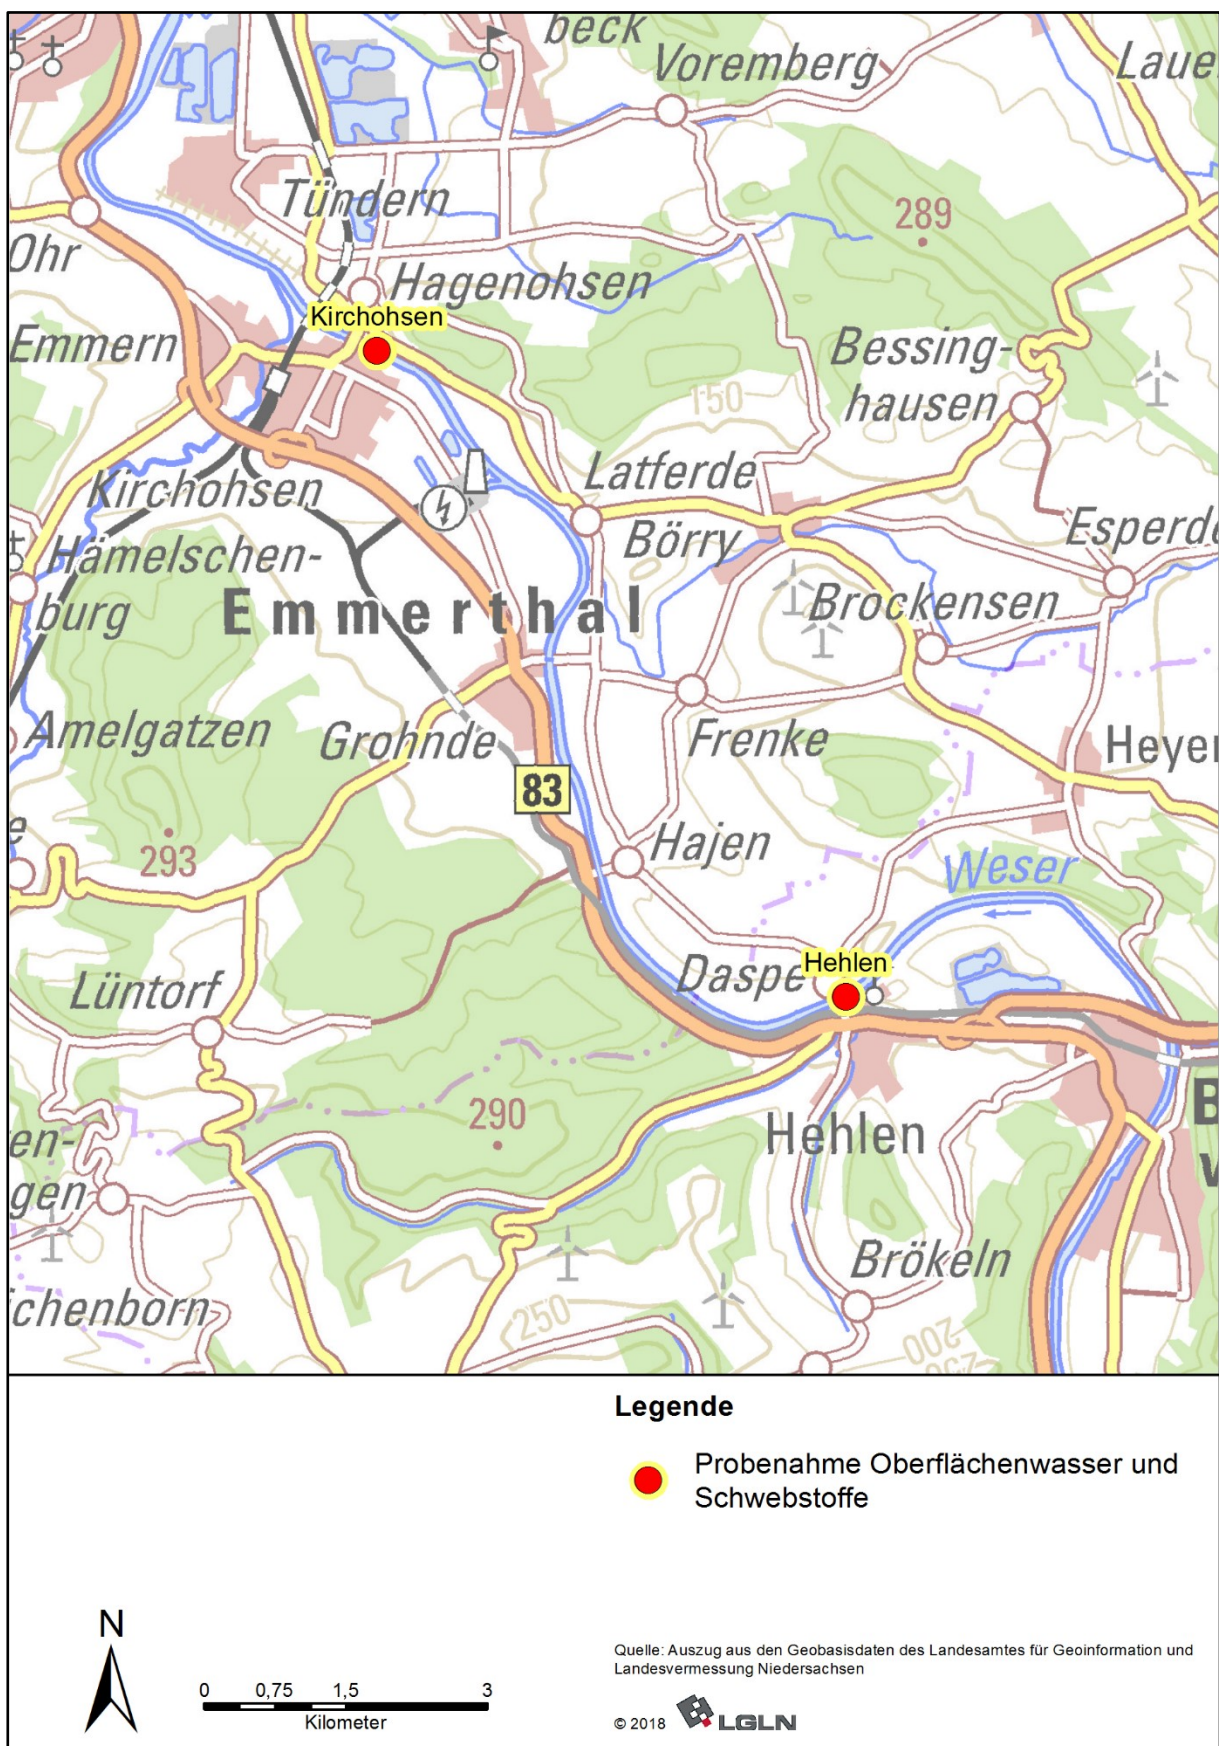 beck
Voremberg
Laue
Tündern
289
Ohr
Hagenohsen
Kirchohsen
Emmern
Bessing-
hausen
150
Latferde
Kirchohsen
Börry
Esperde
Hämelschen-
burg
Emmerthal
Brockensen
Amelgatzen
Grohnde
Frenke
Heyer
83
e
293
Hajen
Weser
Lüntorf
Daspe
Hehlen
290
B
en-
Hehlen
gen
Brökeln
ichenborn
250
200
Legende
Probenahme Oberflächenwasser und
Schwebstoffe
N
0 0,75 1,5 3
Kilometer
Quelle: Auszug aus den Geobasisdaten des Landesamtes für Geoinformation und
Landesvermessung Niedersachsen
© 2018 LGLN